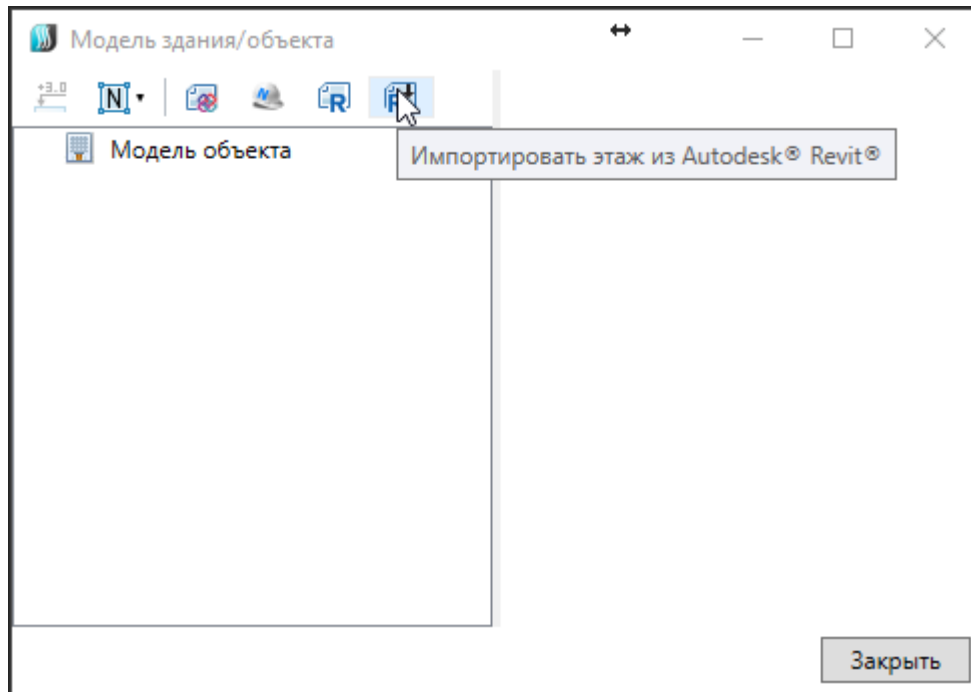 Модель здания/объекта
+3.0
N
R
Модель объекта
Импортировать этаж из Autodesk® Revit®
Закрыть